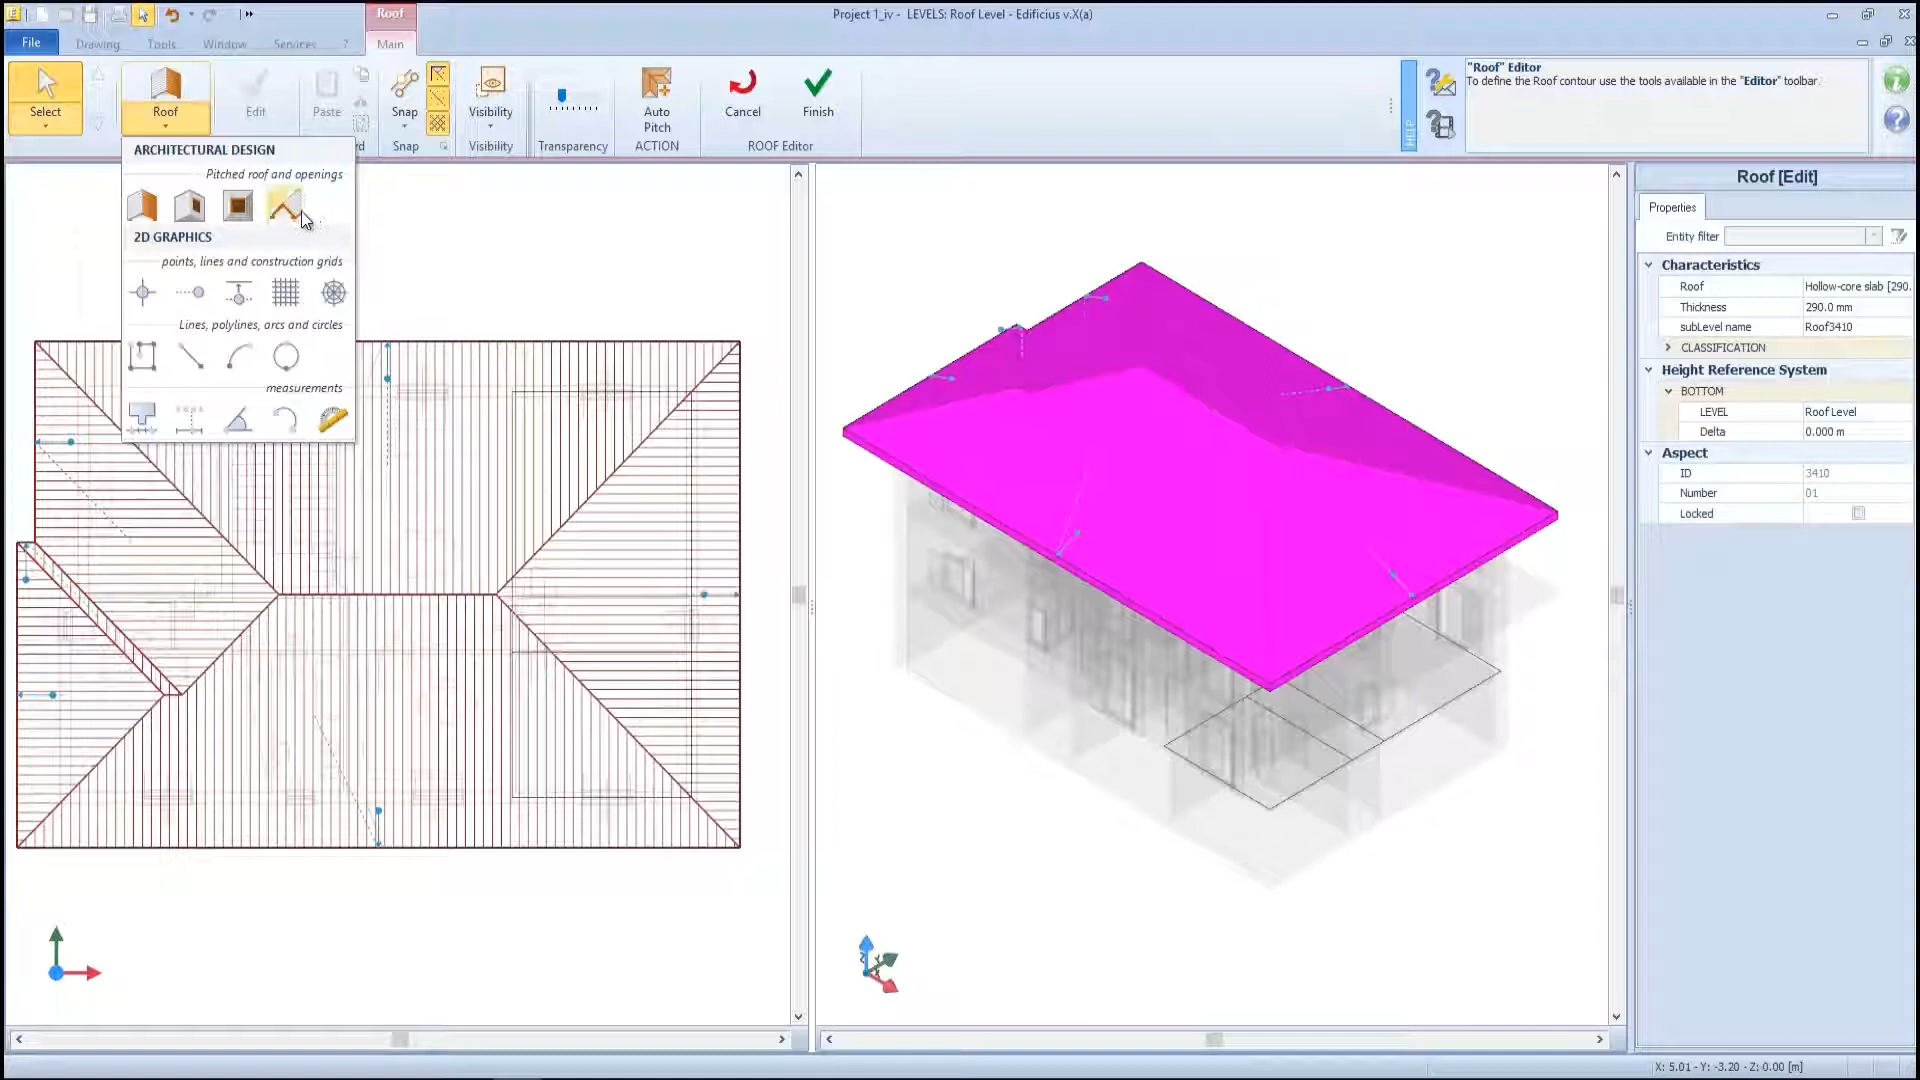 Roof
Project 1_iv - LEVELS: Roof Level - Edificius v.X(a)
File
Drawing
Tools
Window
Services
?
Main
Select
Roof
Edit
Paste
Snap
Visibility
Auto
Pitch
Cancel
Finish
Snap
Visibility
Transparency
ACTION
ROOF Editor
HELP
"Roof" Editor
To define the Roof contour use the tools available in the "Editor" toolbar.
ARCHITECTURAL DESIGN
Pitched roof and openings
2D GRAPHICS
points, lines and construction grids
Lines, polylines, arcs and circles
measurements
Roof [Edit]
Properties
Entity filter
Characteristics
Roof Hollow-core slab [290.
Thickness 290.0 mm
subLevel name Roof3410
CLASSIFICATION
Height Reference System
BOTTOM
LEVEL Roof Level
Delta 0.000 m
Aspect
ID 3410
Number 01
Locked
X: 5.01 - Y: -3.20 - Z: 0.00 [m]